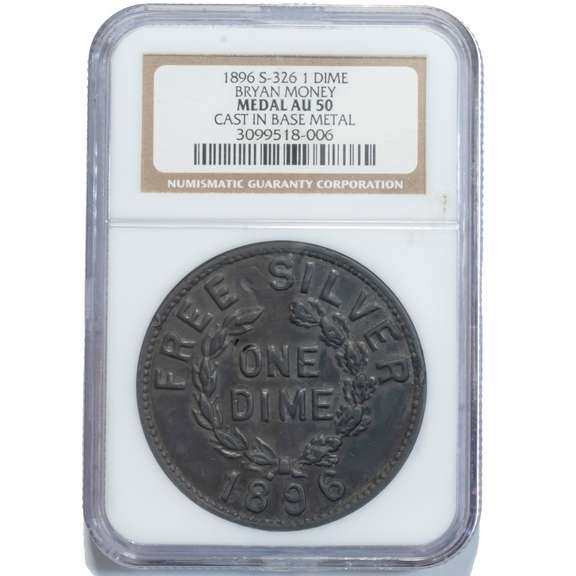 1896 S-326 1 DIME
BRYAN MONEY
MEDAL AU 50
CAST IN BASE METAL
3099518-006
NUMISMATIC GUARANTY CORPORATION
FREE SILVER
ONE
DIME
1896